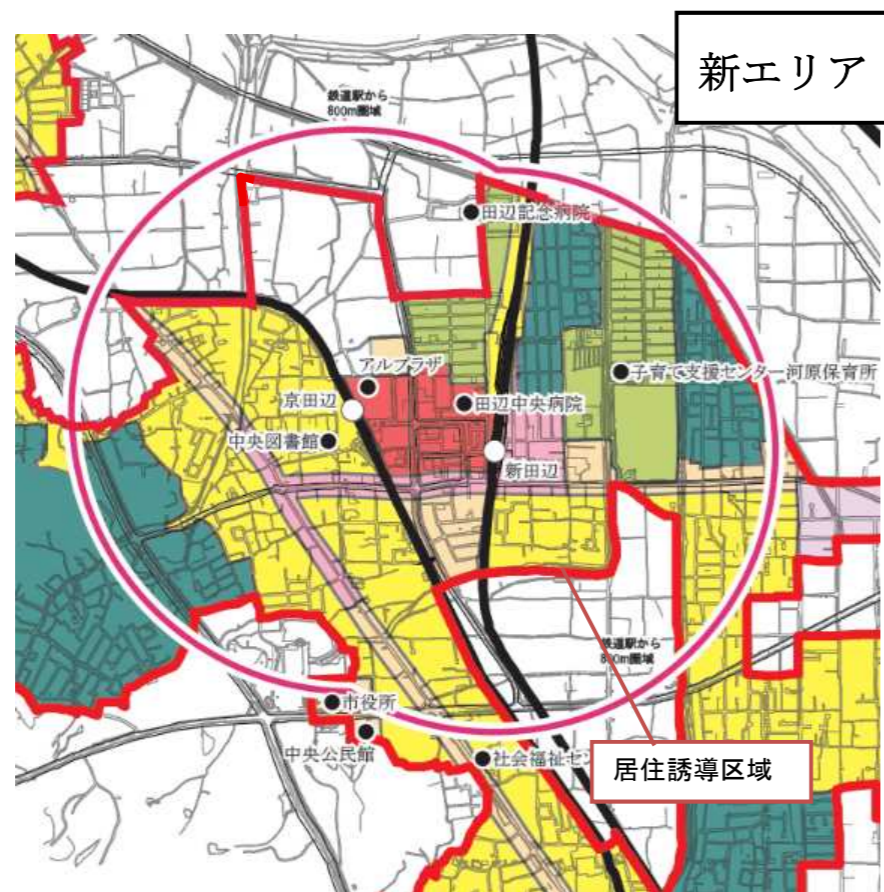 新エリア
鉄道駅から
800m圏域
田辺記念病院
アルプラザ
子育て支援センター河原保育所
京田辺
田辺中央病院
中央図書館
新田辺
鉄道駅から
800m圏域
市役所
中央公民館
社会福祉セン
居住誘導区域